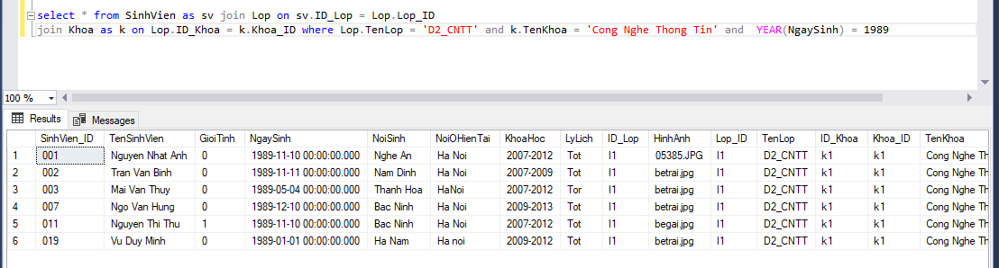 select * from SinhVien as sv join Lop on sv.ID_Lop = Lop.Lop_ID
join Khoa as k on Lop.ID_Khoa = k.Khoa_ID where Lop.TenLop = 'D2_CNTT' and k.TenKhoa = 'Cong Nghe Thong Tin' and  YEAR(NgaySinh) = 1989
100 %
Results Messages
SinhVien_ID TenSinhVien GioiTinh NgaySinh NoiSinh NoiOHienTai KhoaHoc LyLich ID_Lop HinhAnh Lop_ID TenLop ID_Khoa Khoa_ID TenKhoa
1 001 Nguyen Nhat Anh 0 1989-11-10 00:00:00.000 Nghe An Ha Noi 2007-2012 Tot l1 05385.JPG l1 D2_CNTT k1 k1 Cong Nghe Th
2 002 Tran Van Binh 0 1989-11-11 00:00:00.000 Nam Dinh Ha Noi 2007-2009 Tot l1 betrai.jpg l1 D2_CNTT k1 k1 Cong Nghe Th
3 003 Mai Van Thuy 0 1989-05-04 00:00:00.000 Thanh Hoa HaNoi 2007-2012 Tor l1 betrai.jpg l1 D2_CNTT k1 k1 Cong Nghe Th
4 007 Ngo Van Hung 0 1989-12-10 00:00:00.000 Bac Ninh Ha Noi 2009-2013 Tot l1 betrai.jpg l1 D2_CNTT k1 k1 Cong Nghe Th
5 011 Nguyen Thi Thu 1 1989-11-10 00:00:00.000 Bac Ninh Ha Noi 2007-2012 Tot l1 begai.jpg l1 D2_CNTT k1 k1 Cong Nghe Th
6 019 Vu Duy Minh 0 1989-01-01 00:00:00.000 Ha Nam Ha noi 2009-2012 Tot l1 betrai.jpg l1 D2_CNTT k1 k1 Cong Nghe Th